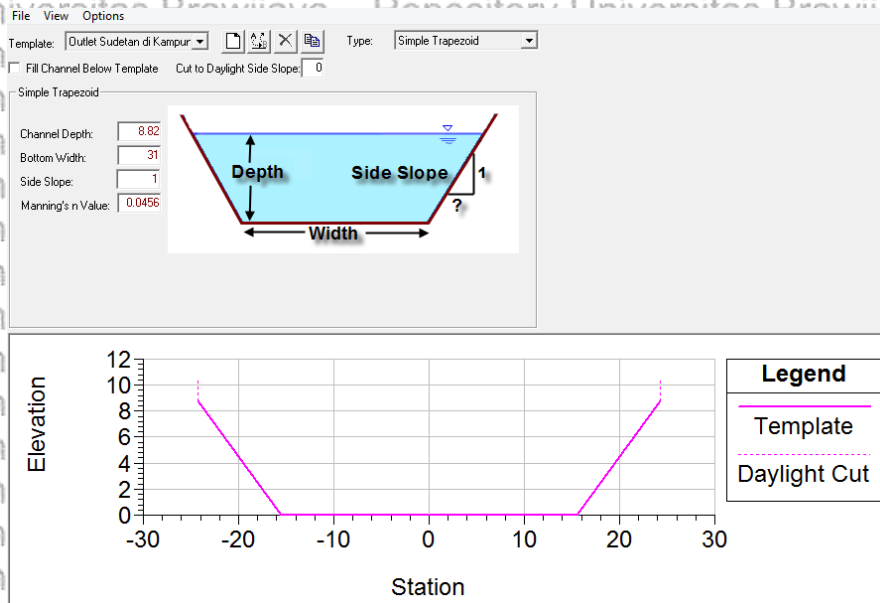 File View Options
Template: Outlet Sudetan di Kampur Type: Simple Trapezoid
Fill Channel Below Template Cut to Daylight Side Slope: 0
Simple Trapezoid
Channel Depth: 8.82
Bottom Width: 31
Side Slope: 1
Manning's n Value: 0.0456
Depth
Side Slope
1
?
Width
12
10
8
6
4
2
0
Elevation
-30 -20 -10 0 10 20 30
Station
Legend
Template
Daylight Cut